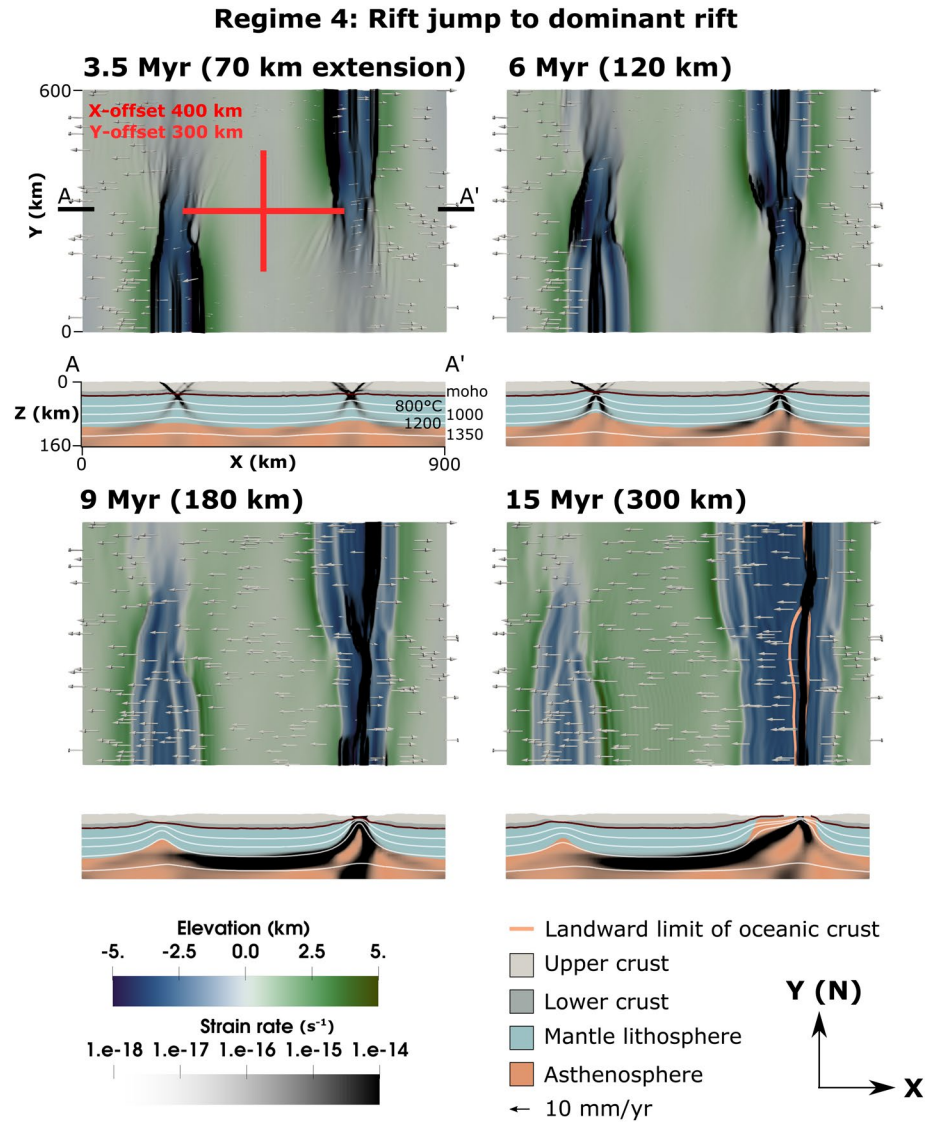 Regime 4: Rift jump to dominant rift
3.5 Myr (70 km extension)
6 Myr (120 km)
600
X-offset 400 km
Y-offset 300 km
A
A'
Y (km)
0
A
A'
0
moho
800°C
1000
Z (km)
1200
1350
160
0
X (km)
900
9 Myr (180 km)
15 Myr (300 km)
Elevation (km)
-5. -2.5 0.0 2.5 5.
Strain rate (s⁻¹)
1.e-18 1.e-17 1.e-16 1.e-15 1.e-14
Landward limit of oceanic crust
Upper crust
Lower crust
Mantle lithosphere
Asthenosphere
10 mm/yr
Y (N)
X